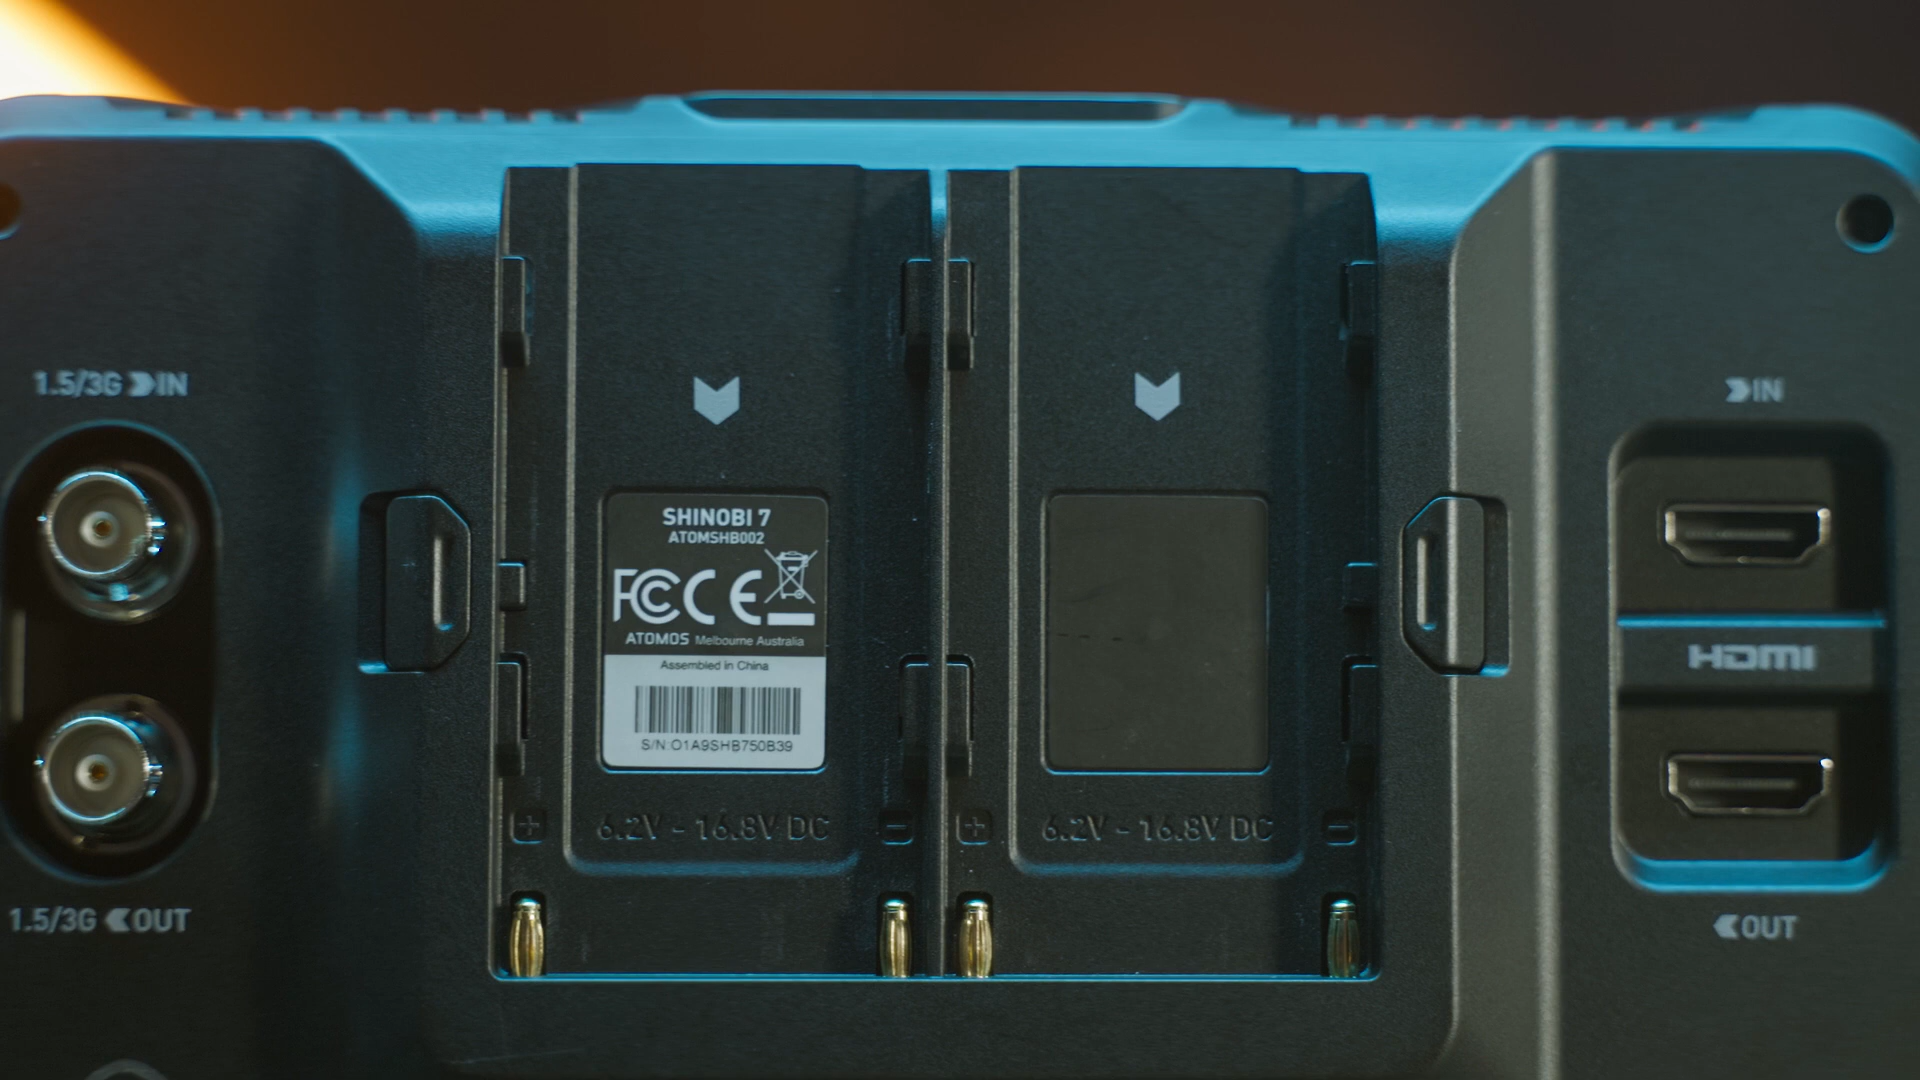 1.5/3G IN
1.5/3G OUT
SHINOBI 7
ATOMSHB002
FCC CE
ATOMOS Melbourne Australia
Assembled in China
S/N:O1A9SHB750B39
+ 6.2V - 16.8V DC -
+ 6.2V - 16.8V DC -
IN
HDMI
OUT